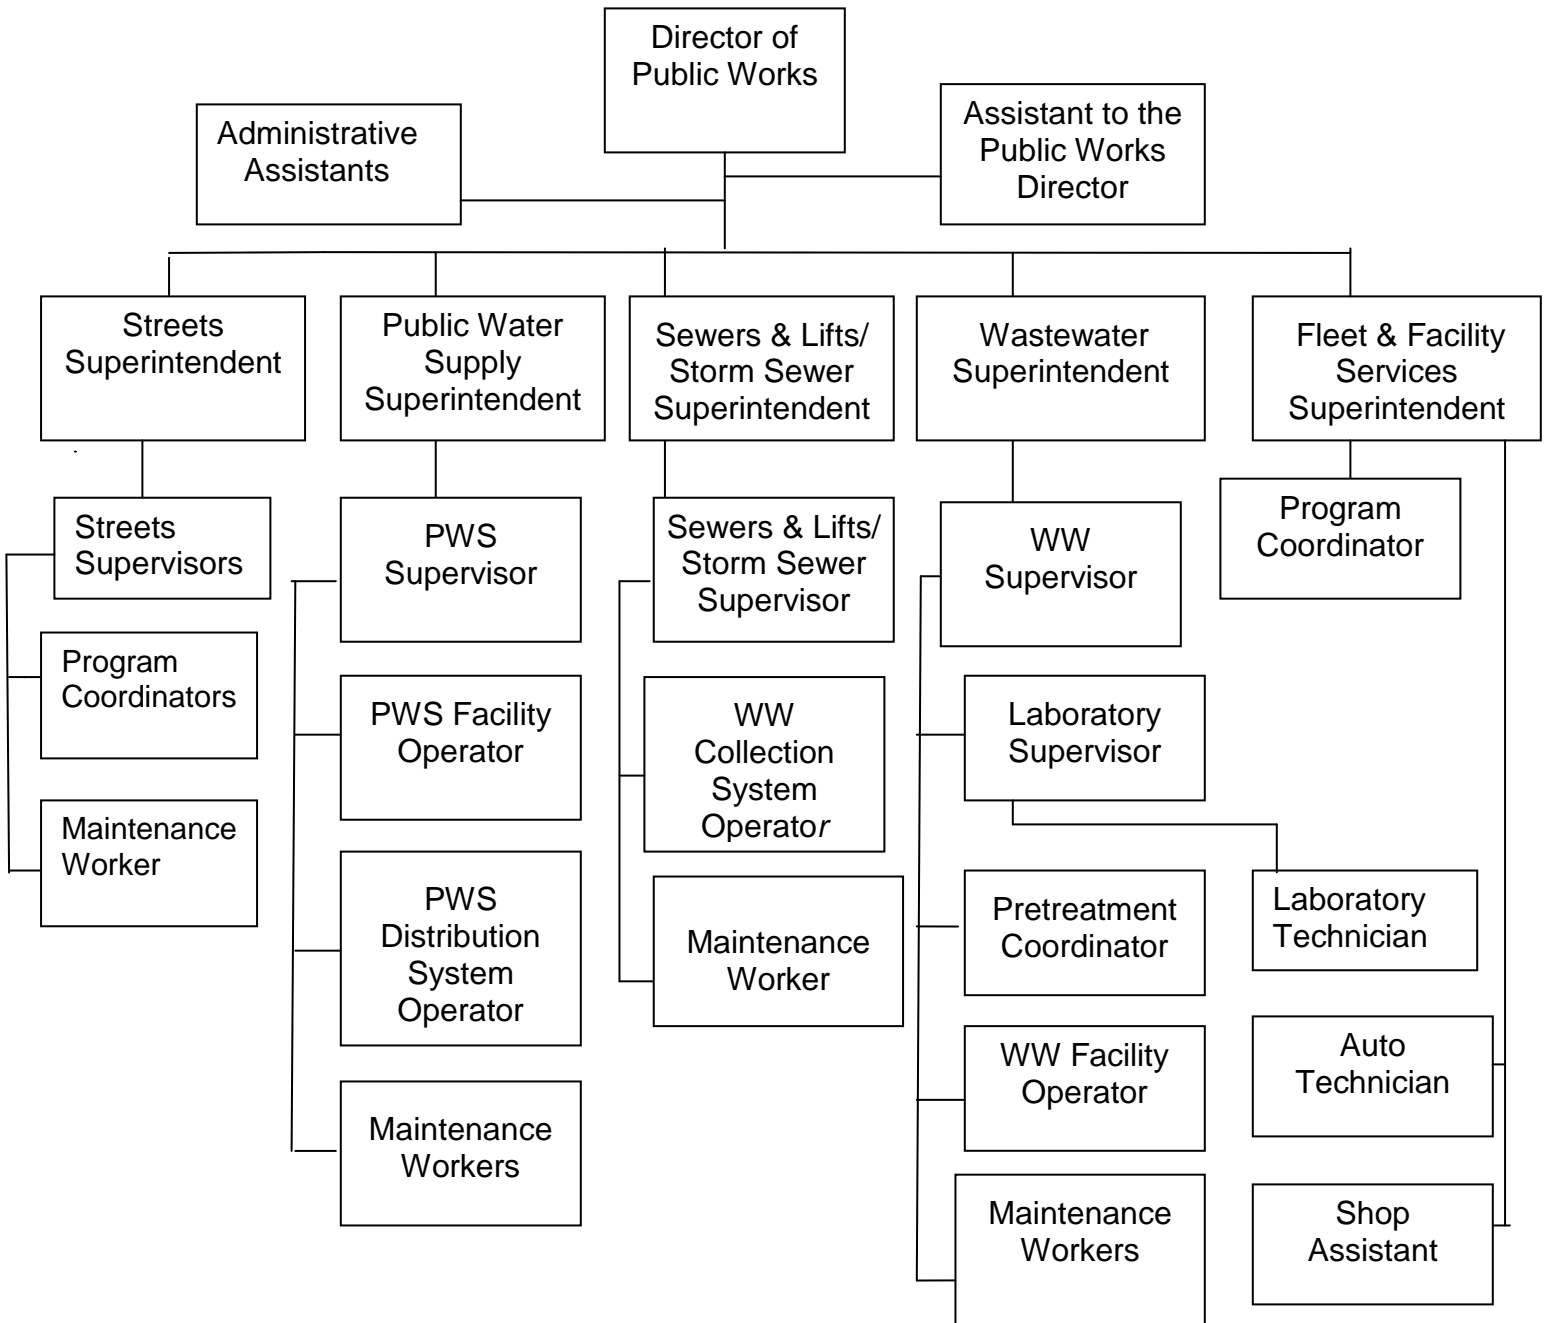 Director of
Public Works
Administrative
Assistants
Assistant to the
Public Works
Director
Streets
Superintendent
Public Water
Supply
Superintendent
Sewers & Lifts/
Storm Sewer
Superintendent
Wastewater
Superintendent
Fleet & Facility
Services
Superintendent
Streets
Supervisors
Program
Coordinators
Maintenance
Worker
PWS
Supervisor
PWS Facility
Operator
PWS
Distribution
System
Operator
Maintenance
Workers
Sewers & Lifts/
Storm Sewer
Supervisor
WW
Collection
System
Operator
Maintenance
Worker
WW
Supervisor
Laboratory
Supervisor
Laboratory
Technician
Pretreatment
Coordinator
WW Facility
Operator
Maintenance
Workers
Program
Coordinator
Auto
Technician
Shop
Assistant